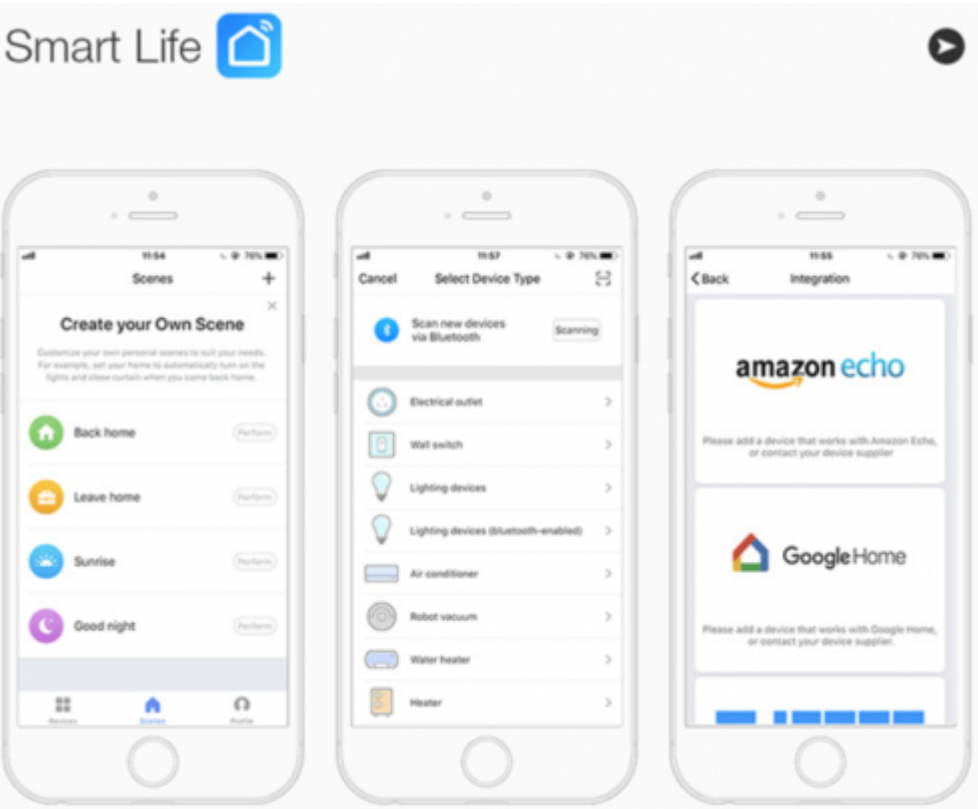 Smart Life
11:54
76%
Scenes
Create your Own Scene
Customize your own personal scenes to suit your needs.
For example, set your home to automatically turn on the
lights and close curtain when you come back home.
Back home
Perform
Leave home
Perform
Sunrise
Perform
Good night
Perform
Devices
Scenes
Profile
11:57
76%
Cancel
Select Device Type
Scan new devices
via Bluetooth
Scanning
Electrical outlet
Wall switch
Lighting devices
Lighting devices (bluetooth-enabled)
Air conditioner
Robot vacuum
Water heater
Heater
11:55
76%
Back
Integration
amazon echo
Please add a device that works with Amazon Echo,
or contact your device supplier
Google Home
Please add a device that works with Google Home,
or contact your device supplier.